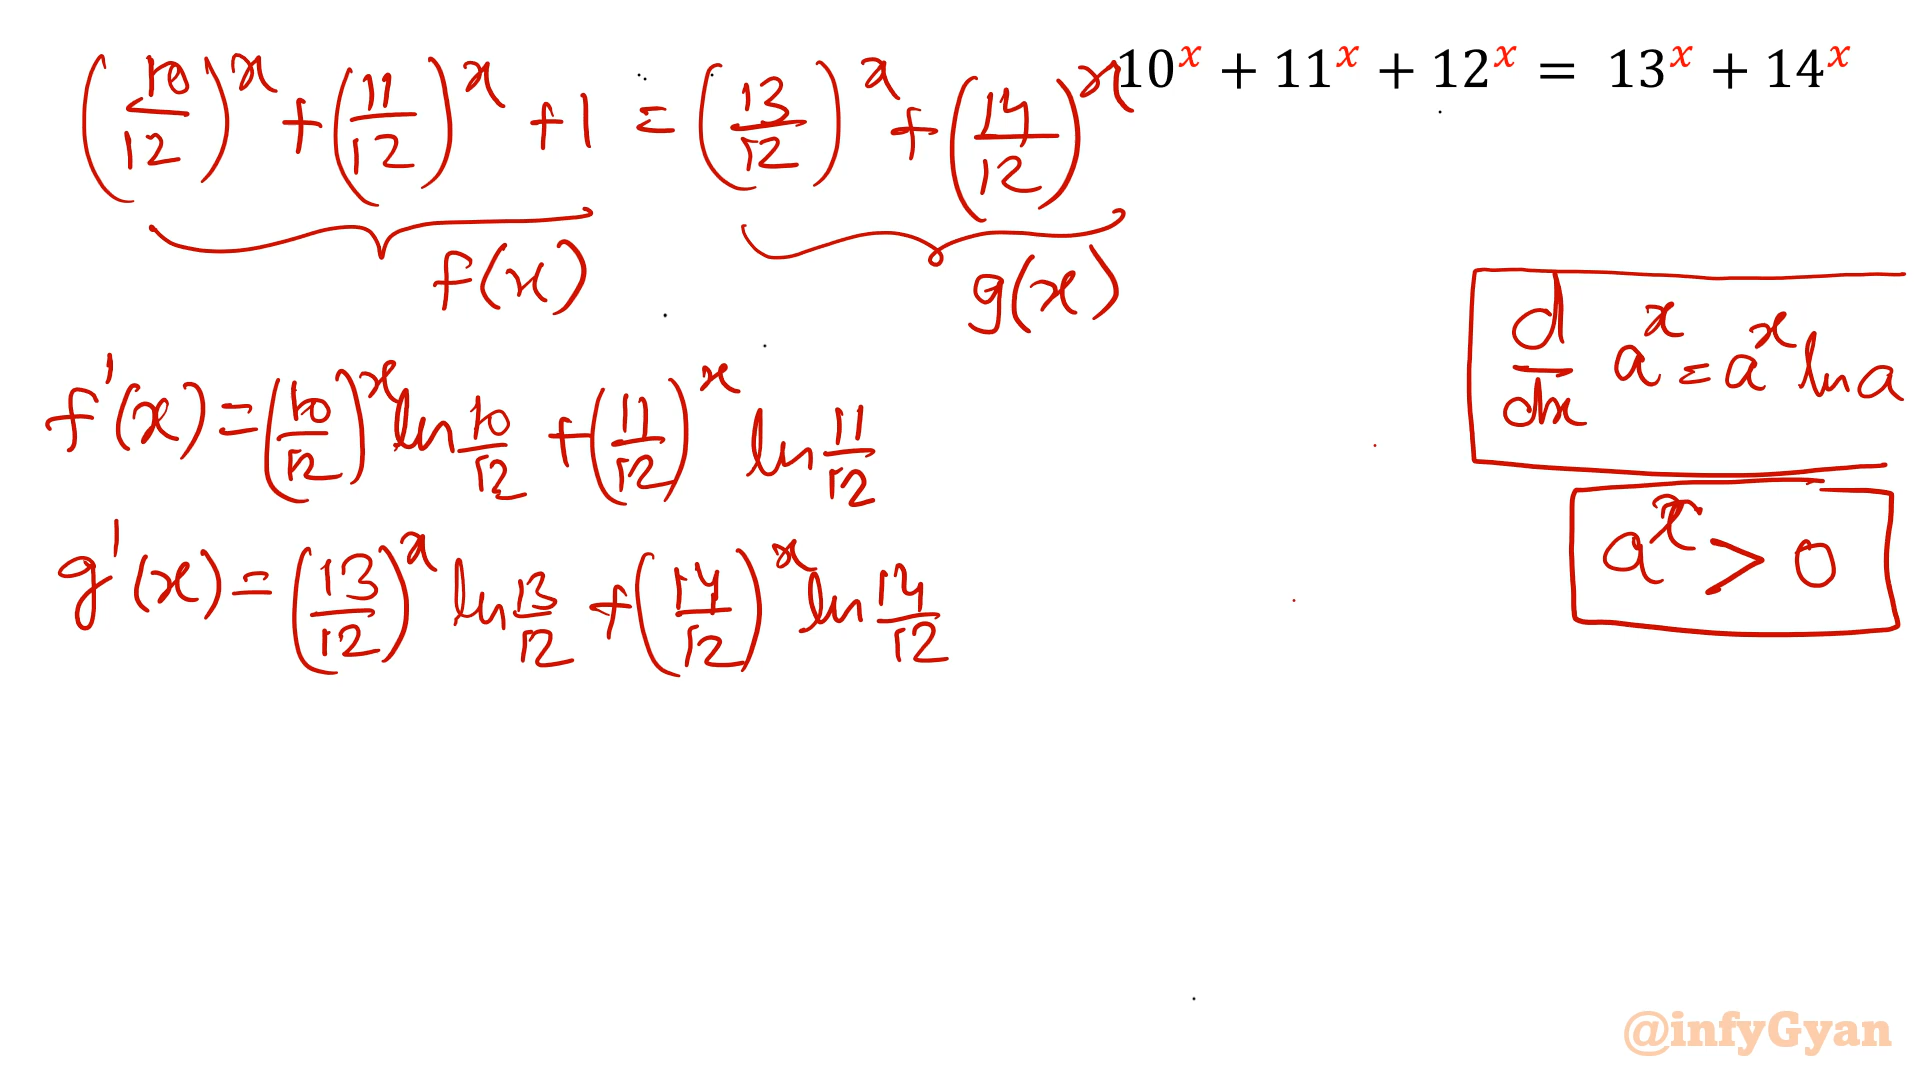 10^x + 11^x + 12^x = 13^x + 14^x
(10/12)^x + (11/12)^x + 1 = (13/12)^x + (14/12)^x
f(x) g(x)
d/dx a^x = a^x ln a
f'(x) = (10/12)^x ln 10/12 + (11/12)^x ln 11/12
a^x > 0
g'(x) = (13/12)^x ln 13/12 + (14/12)^x ln 14/12
@infyGyan